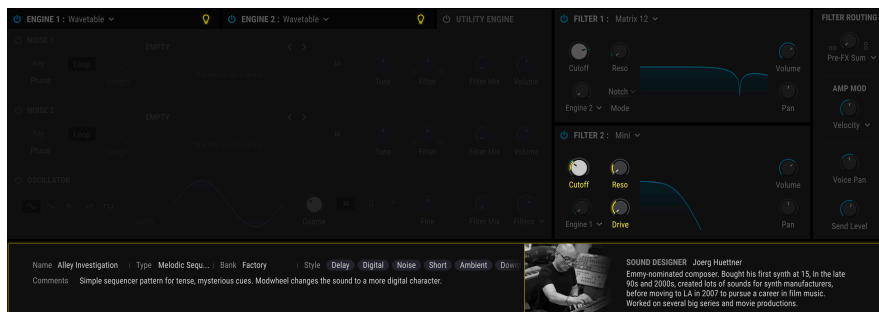 ENGINE 1 : Wavetable
ENGINE 2 : Wavetable
UTILITY ENGINE
FILTER 1 : Matrix 12
FILTER ROUTING
NOISE 1
EMPTY
Key
Loop
Phase
Length
Tune
Filter
Filter Mix
Volume
Cutoff
Reso
Volume
Pre-FX Sum
Notch
Engine 2
Mode
Pan
AMP MOD
NOISE 2
EMPTY
Key
Loop
Phase
Length
Tune
Filter
Filter Mix
Volume
Velocity
FILTER 2 : Mini
OSCILLATOR
Cutoff
Reso
Volume
Voice Pan
Coarse
Fine
Filter Mix
Filters
Engine 1
Drive
Pan
Send Level
Name Alley Investigation
Type Melodic Sequ...
Bank Factory
Style Delay Digital Noise Short Ambient Down
Comments Simple sequencer pattern for tense, mysterious cues. Modwheel changes the sound to a more digital character.
SOUND DESIGNER Joerg Huettner
Emmy-nominated composer. Bought his first synth at 15, In the late
90s and 2000s, created lots of sounds for synth manufacturers,
before moving to LA in 2007 to pursue a career in film music.
Worked on several big series and movie productions.